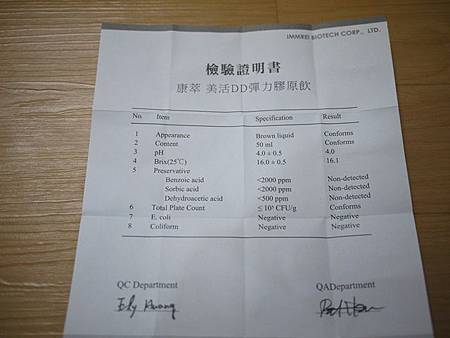 IMMREI BIOTECH CORP., LTD.
檢驗證明書
康萃 美活DD彈力膠原飲
No. Item Specification Result
1 Appearance Brown liquid Conforms
2 Content 50 ml Conforms
3 pH 4.0 ± 0.5 4.0
4 Brix(25℃) 16.0 ± 0.5 16.1
5 Preservative
Benzoic acid <2000 ppm Non-detected
Sorbic acid <2000 ppm Non-detected
Dehydroacetic acid <500 ppm Non-detected
6 Total Plate Count ≤ 10³ CFU/g Conforms
7 E. coli Negative Negative
8 Coliform Negative Negative
QC Department QADepartment